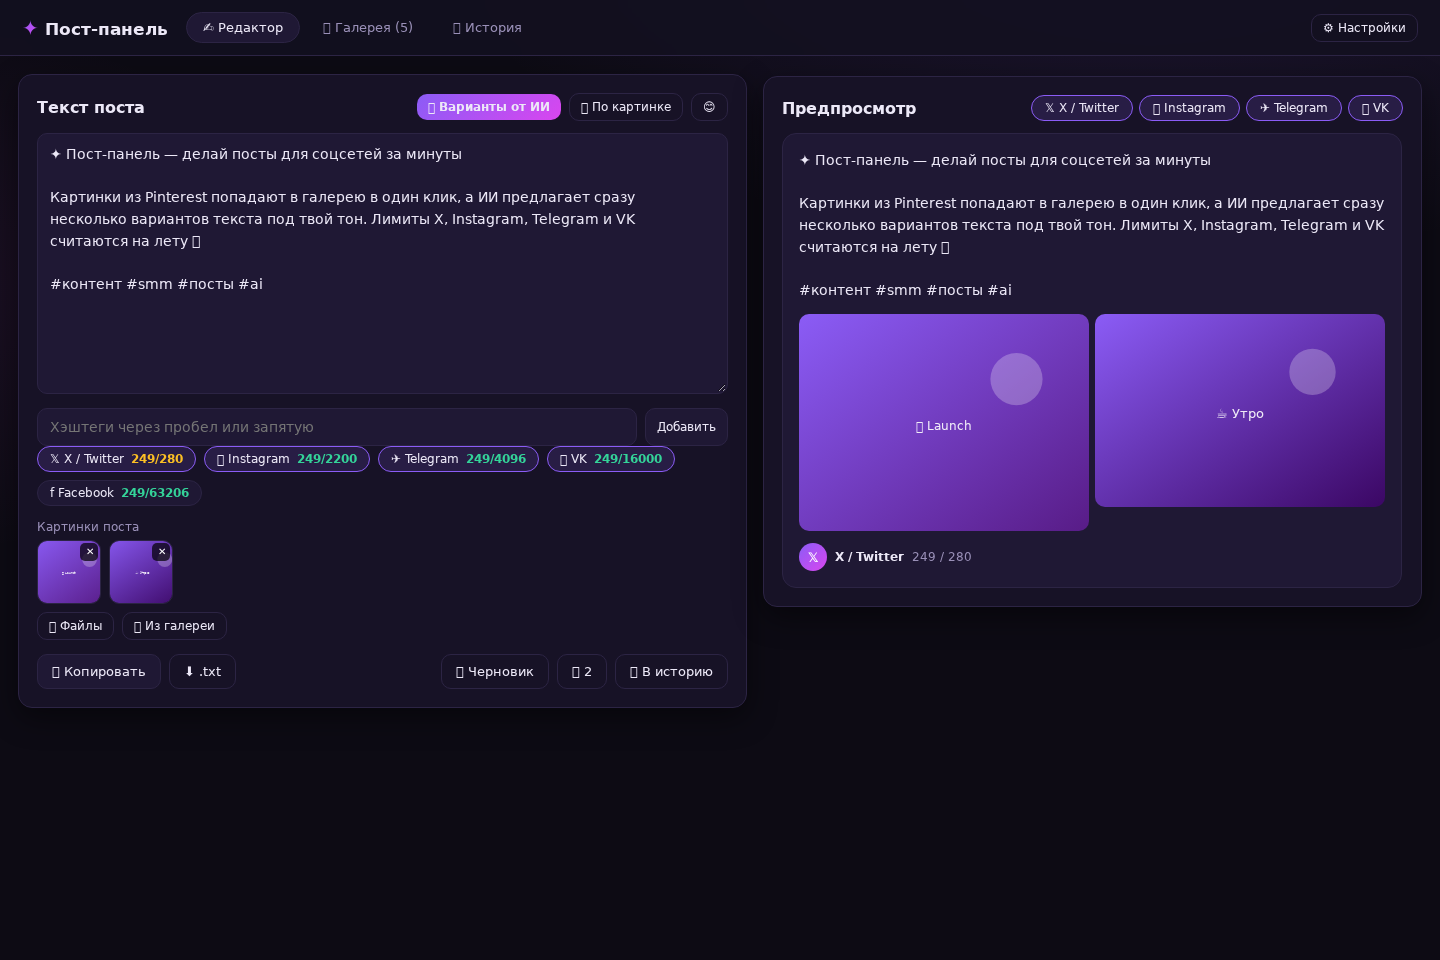 ✦ Пост-панель
✍ Редактор
Галерея (5)
История
⚙ Настройки
Текст поста
Варианты от ИИ
По картинке
😊
✦ Пост-панель — делай посты для соцсетей за минуты
Картинки из Pinterest попадают в галерею в один клик, а ИИ предлагает сразу
несколько вариантов текста под твой тон. Лимиты X, Instagram, Telegram и VK
считаются на лету
#контент #smm #посты #ai
Хэштеги через пробел или запятую
Добавить
𝕏 X / Twitter 249/280
Instagram 249/2200
✈ Telegram 249/4096
VK 249/16000
f Facebook 249/63206
Картинки поста
✕
✕
Файлы
Из галереи
Копировать
⬇ .txt
Черновик
2
В историю
Предпросмотр
𝕏 X / Twitter
Instagram
✈ Telegram
VK
✦ Пост-панель — делай посты для соцсетей за минуты
Картинки из Pinterest попадают в галерею в один клик, а ИИ предлагает сразу
несколько вариантов текста под твой тон. Лимиты X, Instagram, Telegram и VK
считаются на лету
#контент #smm #посты #ai
Launch
☕ Утро
𝕏 X / Twitter 249 / 280